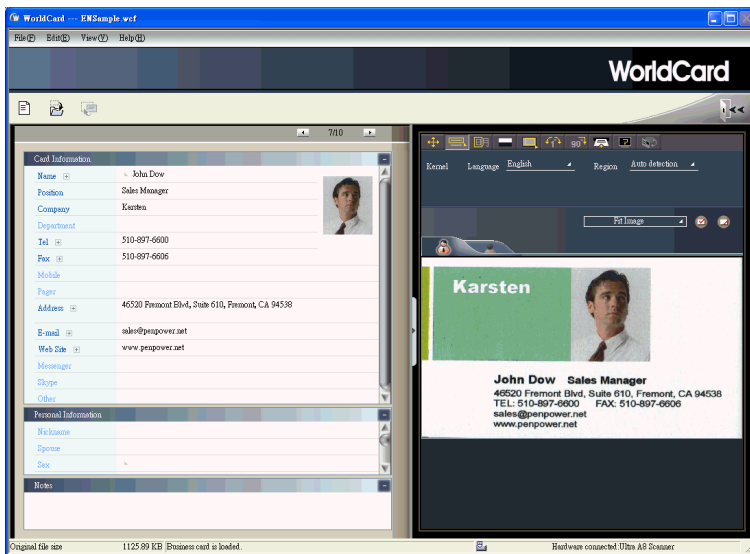 WorldCard --- ENSample.wcf
File(F) Edit(E) View(V) Help(H)
WorldCard
7/10
Card Information
Name John Dow
Position Sales Manager
Company Karsten
Department
Tel 510-897-6600
Fax 510-897-6606
Mobile
Pager
Address 46520 Fremont Blvd, Suite 610, Fremont, CA 94538
E-mail sales@penpower.net
Web Site www.penpower.net
Messenger
Skype
Other
Personal Information
Nickname
Spouse
Sex
Notes
Kernel Language English Region Auto detection
Fit Image
Karsten
John Dow Sales Manager
46520 Fremont Blvd, Suite 610, Fremont, CA 94538
TEL: 510-897-6600 FAX: 510-897-6606
sales@penpower.net
www.penpower.net
Original file size 1125.89 KB Business card is loaded. Hardware connected:Ultra A8 Scanner